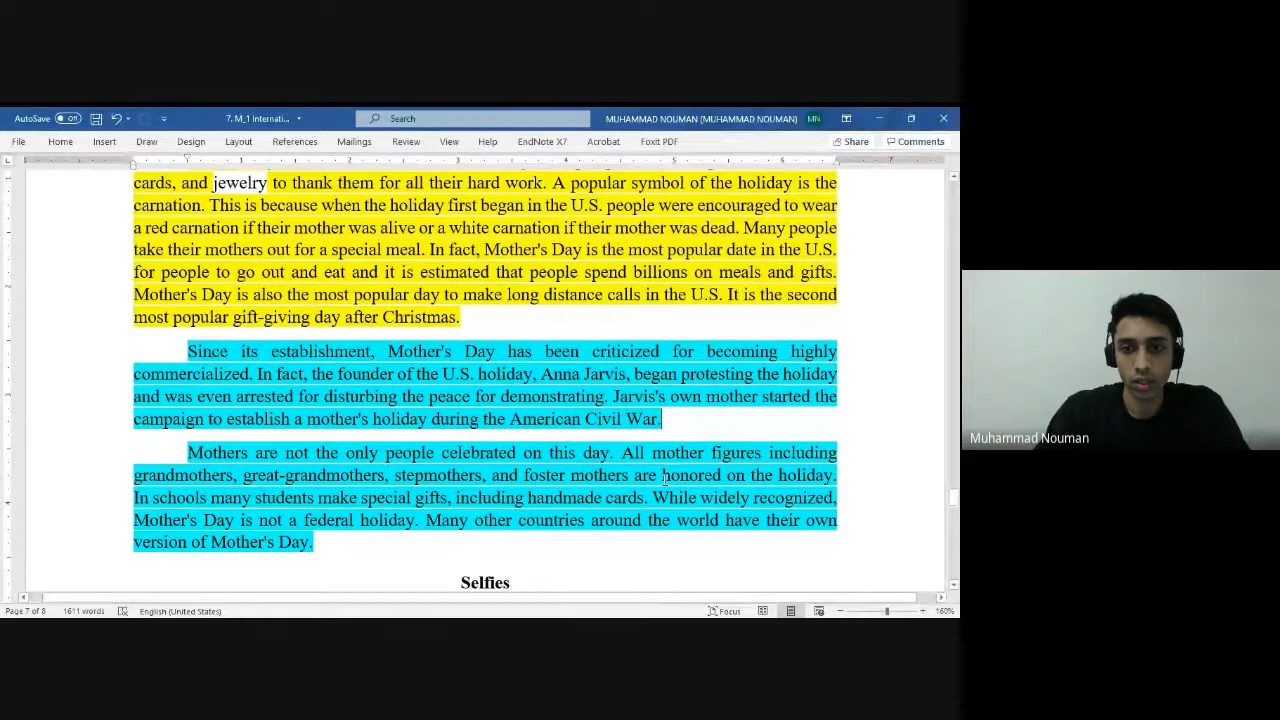 AutoSave Off 7. M_1 Internati... Search MUHAMMAD NOUMAN (MUHAMMAD NOUMAN) MN
File Home Insert Draw Design Layout References Mailings Review View Help EndNote X7 Acrobat Foxit PDF Share Comments
1 2 3 4 5 6 7
cards, and jewelry to thank them for all their hard work. A popular symbol of the holiday is the
carnation. This is because when the holiday first began in the U.S. people were encouraged to wear
a red carnation if their mother was alive or a white carnation if their mother was dead. Many people
take their mothers out for a special meal. In fact, Mother's Day is the most popular date in the U.S.
for people to go out and eat and it is estimated that people spend billions on meals and gifts.
Mother's Day is also the most popular day to make long distance calls in the U.S. It is the second
most popular gift-giving day after Christmas.
Since its establishment, Mother's Day has been criticized for becoming highly
commercialized. In fact, the founder of the U.S. holiday, Anna Jarvis, began protesting the holiday
and was even arrested for disturbing the peace for demonstrating. Jarvis's own mother started the
campaign to establish a mother's holiday during the American Civil War.
Muhammad Nouman
Mothers are not the only people celebrated on this day. All mother figures including
grandmothers, great-grandmothers, stepmothers, and foster mothers are honored on the holiday.
In schools many students make special gifts, including handmade cards. While widely recognized,
Mother's Day is not a federal holiday. Many other countries around the world have their own
version of Mother's Day.
Selfies
Page 7 of 8 1611 words English (United States) Focus 160%